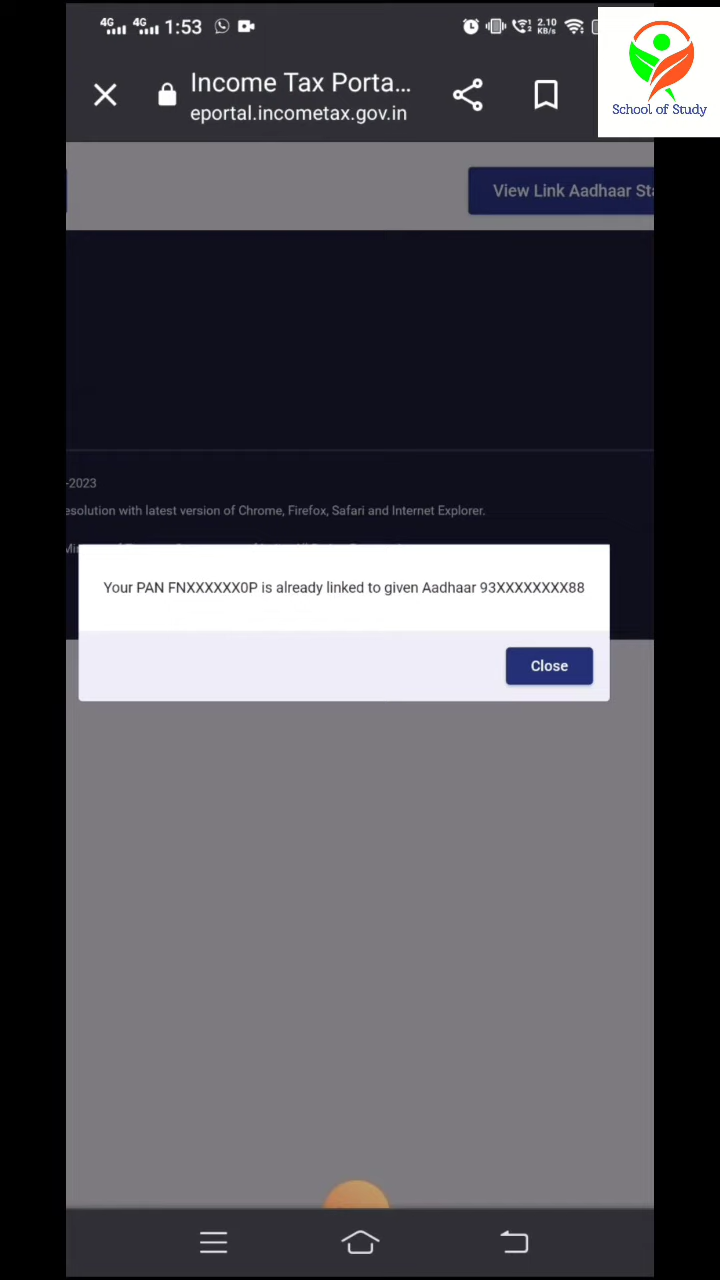 4G 4G 1:53 2.10 KB/s
Income Tax Porta...
eportal.incometax.gov.in
School of Study
View Link Aadhaar Sta
-2023
esolution with latest version of Chrome, Firefox, Safari and Internet Explorer.
Your PAN FNXXXXXX0P is already linked to given Aadhaar 93XXXXXXXX88
Close